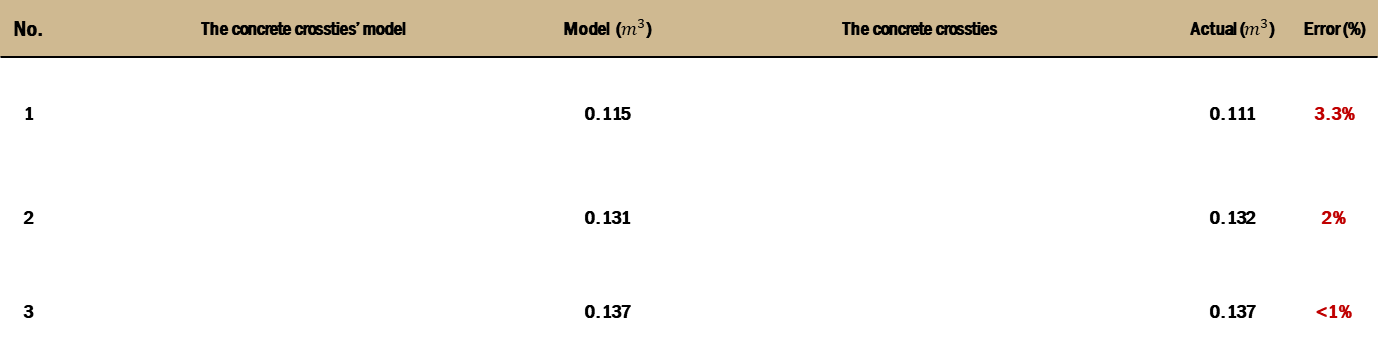 No. The concrete crossties' model Model (m³) The concrete crossties Actual (m³) Error (%)
1 0.115 0.111 3.3%
2 0.131 0.132 2%
3 0.137 0.137 <1%